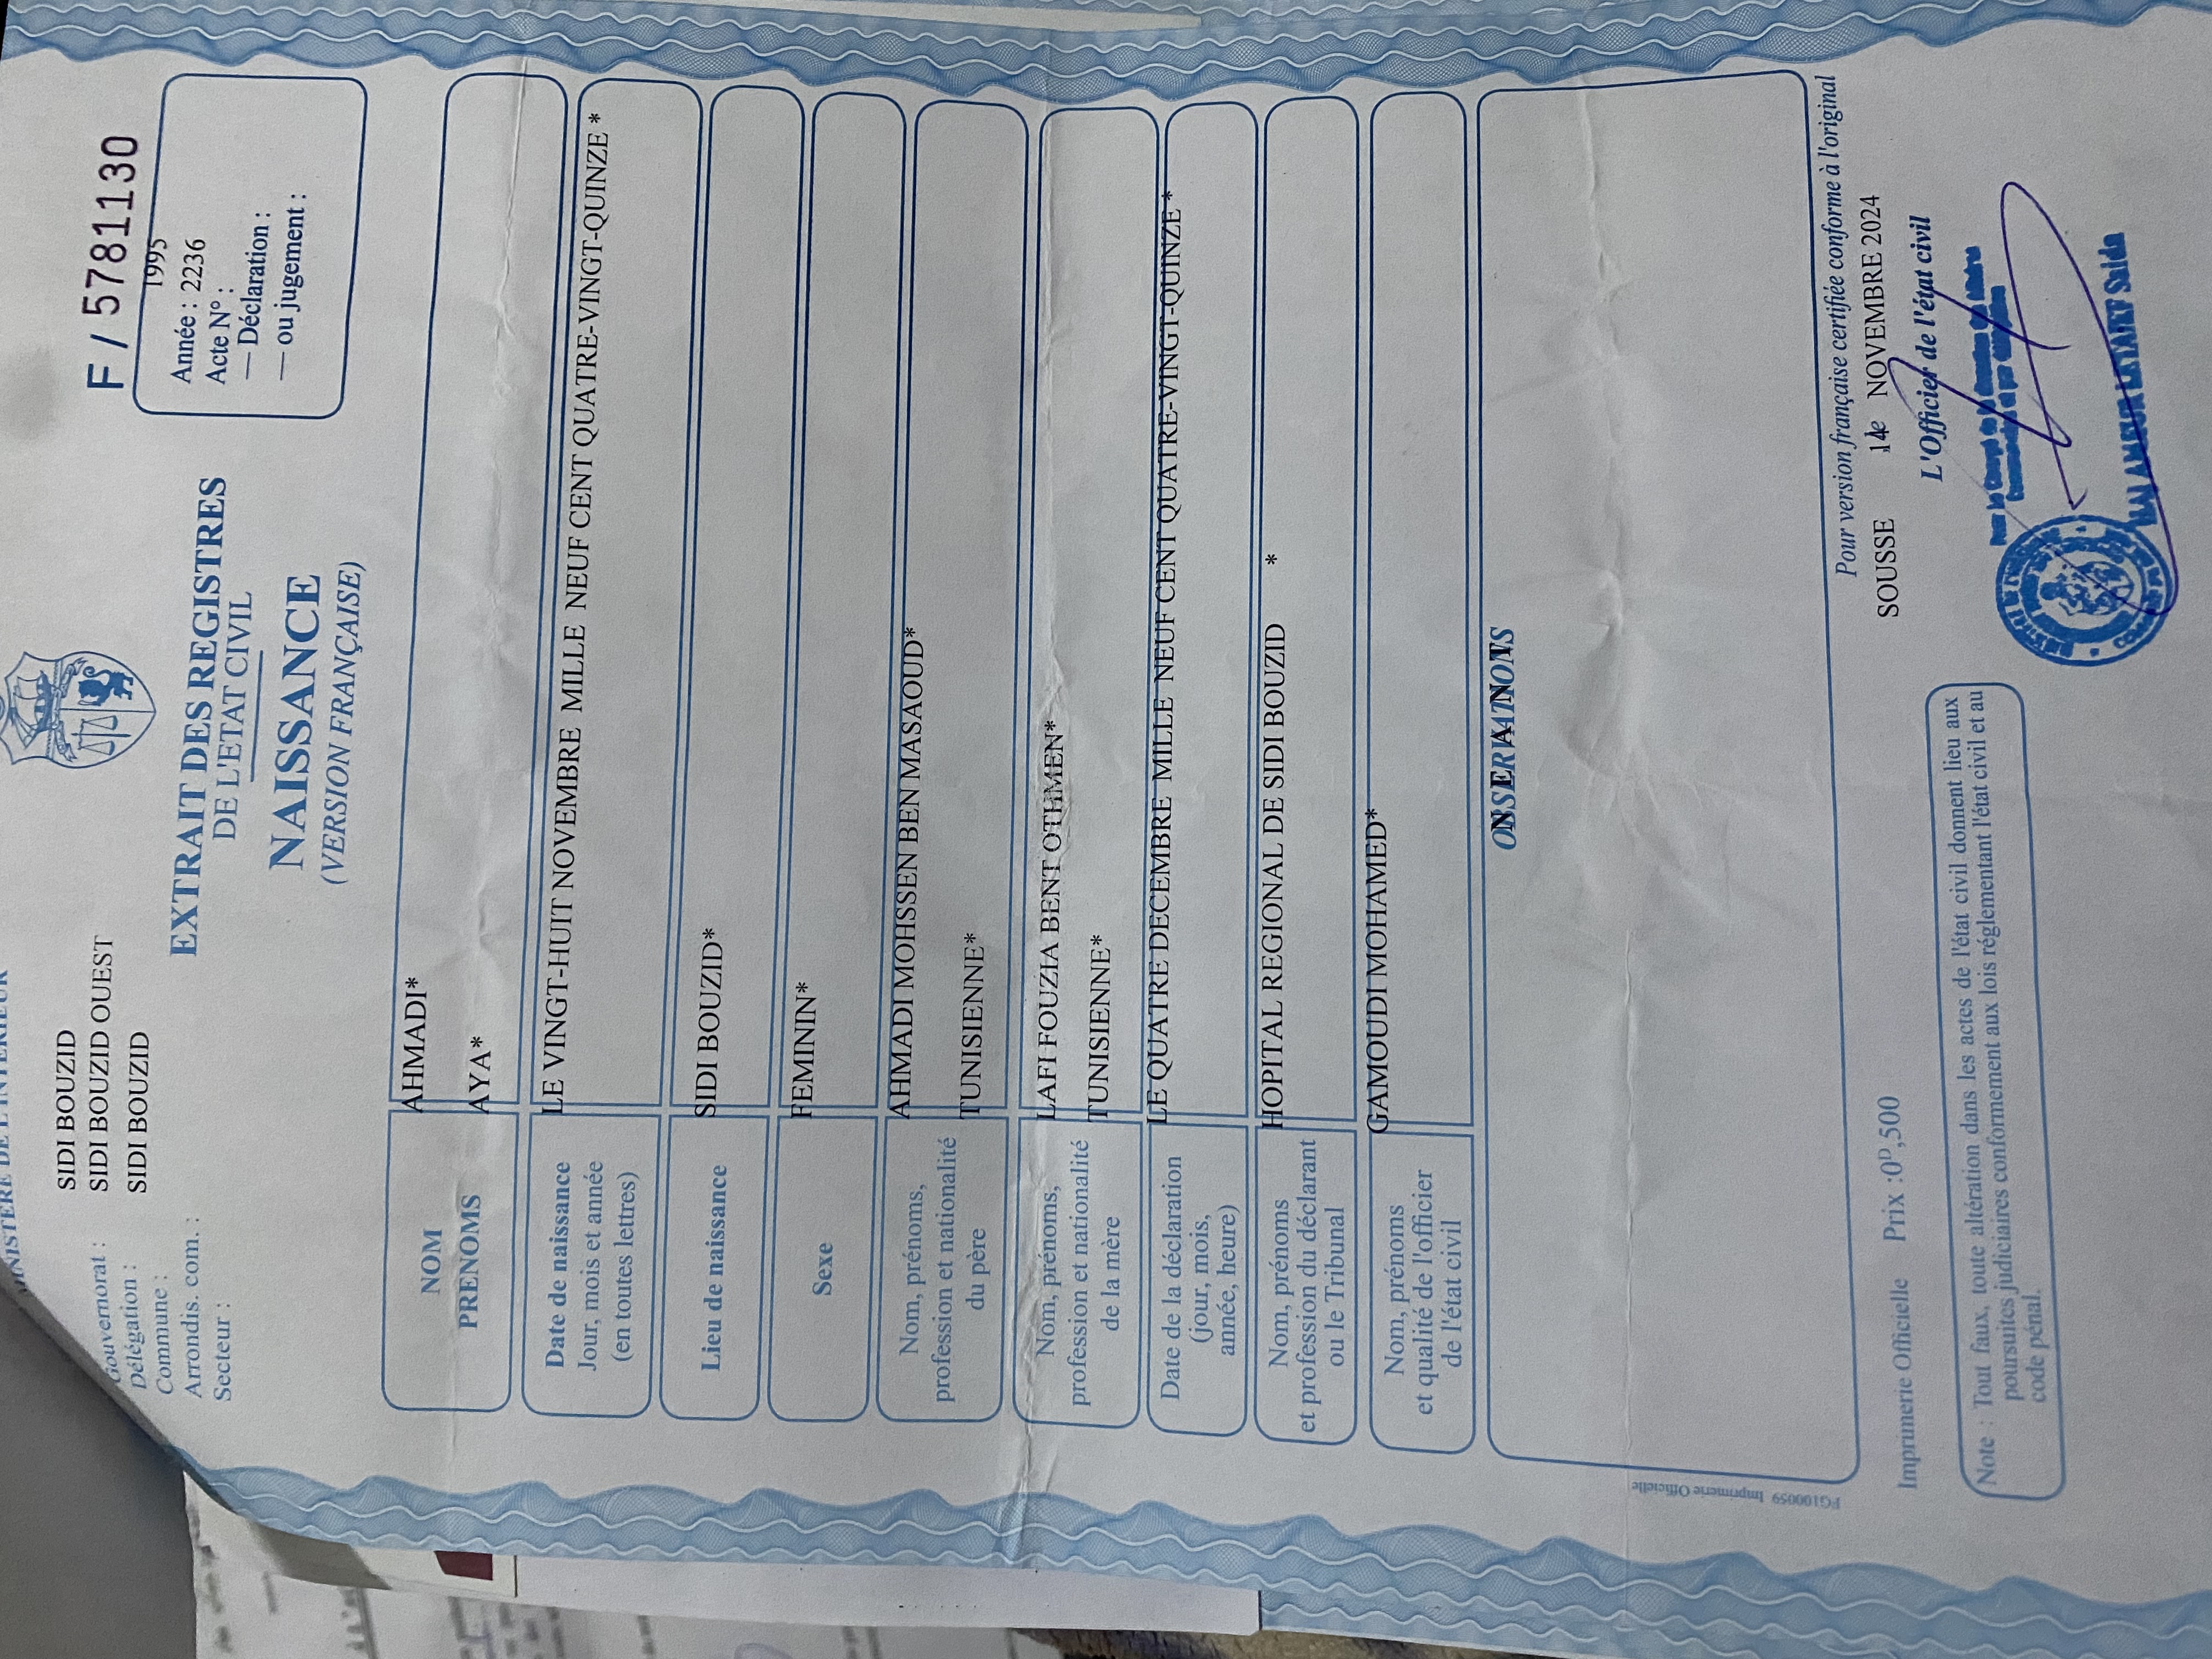 MINISTERE DE L'INTERIEUR
Gouvernorat : SIDI BOUZID
Délégation : SIDI BOUZID OUEST
Commune : SIDI BOUZID
Arrondis. com. :
Secteur :
EXTRAIT DES REGISTRES
DE L'ETAT CIVIL
NAISSANCE
(VERSION FRANÇAISE)
F / 5781130
1995
Année : 2236
Acte N° :
— Déclaration :
— ou jugement :
NOM AHMADI*
PRENOMS AYA*
Date de naissance LE VINGT-HUIT NOVEMBRE MILLE NEUF CENT QUATRE-VINGT-QUINZE *
Jour, mois et année
(en toutes lettres)
Lieu de naissance SIDI BOUZID*
Sexe FEMININ*
Nom, prénoms, AHMADI MOHSSEN BEN MASAOUD*
profession et nationalité
du père TUNISIENNE*
Nom, prénoms, LAFI FOUZIA BENT OTHMEN*
profession et nationalité
de la mère TUNISIENNE*
Date de la déclaration LE QUATRE DECEMBRE MILLE NEUF CENT QUATRE-VINGT-QUINZE *
(jour, mois,
année, heure)
Nom, prénoms HOPITAL REGIONAL DE SIDI BOUZID *
et profession du déclarant
ou le Tribunal
Nom, prénoms GAMOUDI MOHAMED*
et qualité de l'officier
de l'état civil
OBSERVATIONS
FG100059 Imprimerie Officielle
Pour version française certifiée conforme à l'original
SOUSSE 14 NOVEMBRE 2024
L'Officier de l'état civil
Saida
Imprimerie Officielle Prix :0ᴰ,500
Note : Tout faux, toute altération dans les actes de l'état civil donnent lieu aux
poursuites judiciaires conformement aux lois réglementant l'état civil et au
code pénal.